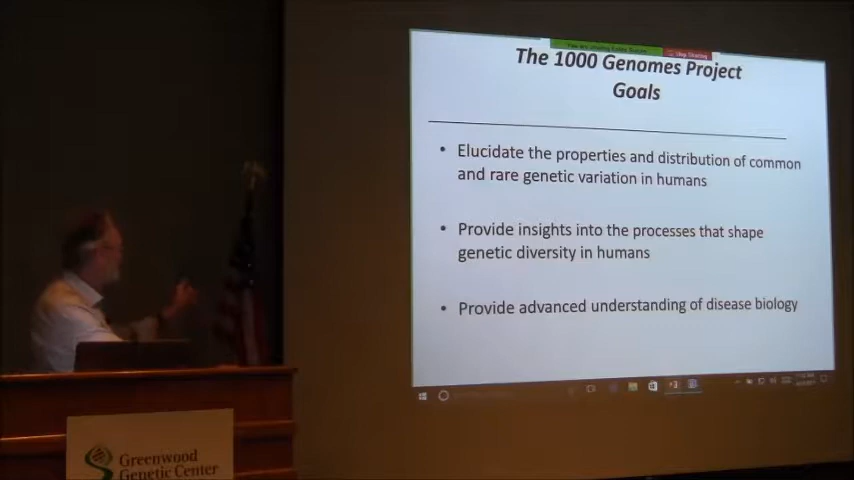 Stop Sharing
The 1000 Genomes Project
Goals
• Elucidate the properties and distribution of common
and rare genetic variation in humans
• Provide insights into the processes that shape
genetic diversity in humans
• Provide advanced understanding of disease biology
Greenwood
Genetic Center